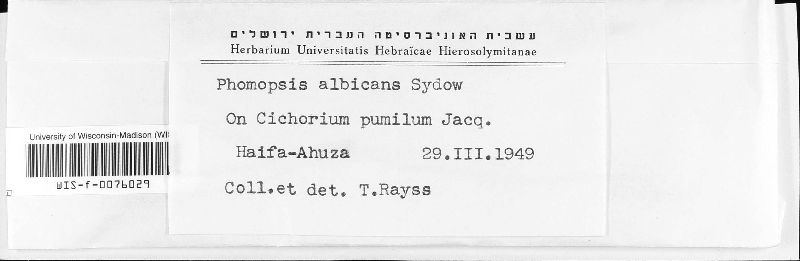 עשבית האוניברסיטה העברית ירושלים
Herbarium Universitatis Hebraïcae Hierosolymitanae
Phomopsis albicans Sydow
On Cichorium pumilum Jacq.
Haifa-Ahuza 29.III.1949
Coll.et det. T.Rayss
University of Wisconsin-Madison (WIS
WIS-f-0076029